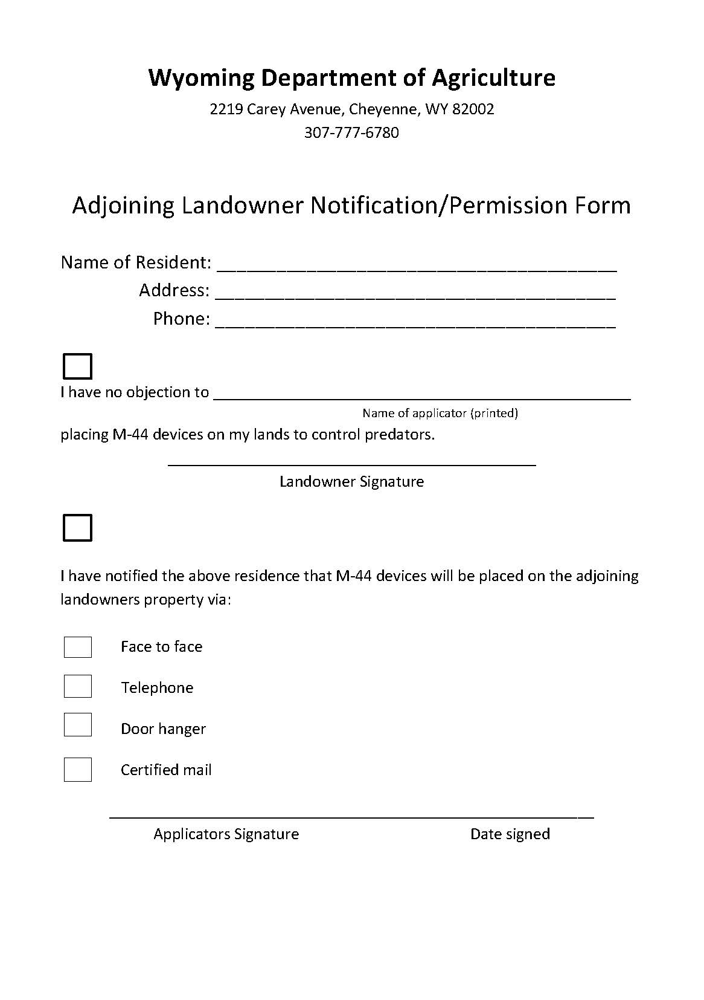 Wyoming Department of Agriculture
2219 Carey Avenue, Cheyenne, WY 82002
307-777-6780
Adjoining Landowner Notification/Permission Form
Name of Resident: ________________________________________
Address: ________________________________________
Phone: ________________________________________
I have no objection to ________________________________________
Name of applicator (printed)
placing M-44 devices on my lands to control predators.
Landowner Signature
I have notified the above residence that M-44 devices will be placed on the adjoining
landowners property via:
Face to face
Telephone
Door hanger
Certified mail
Applicators Signature Date signed